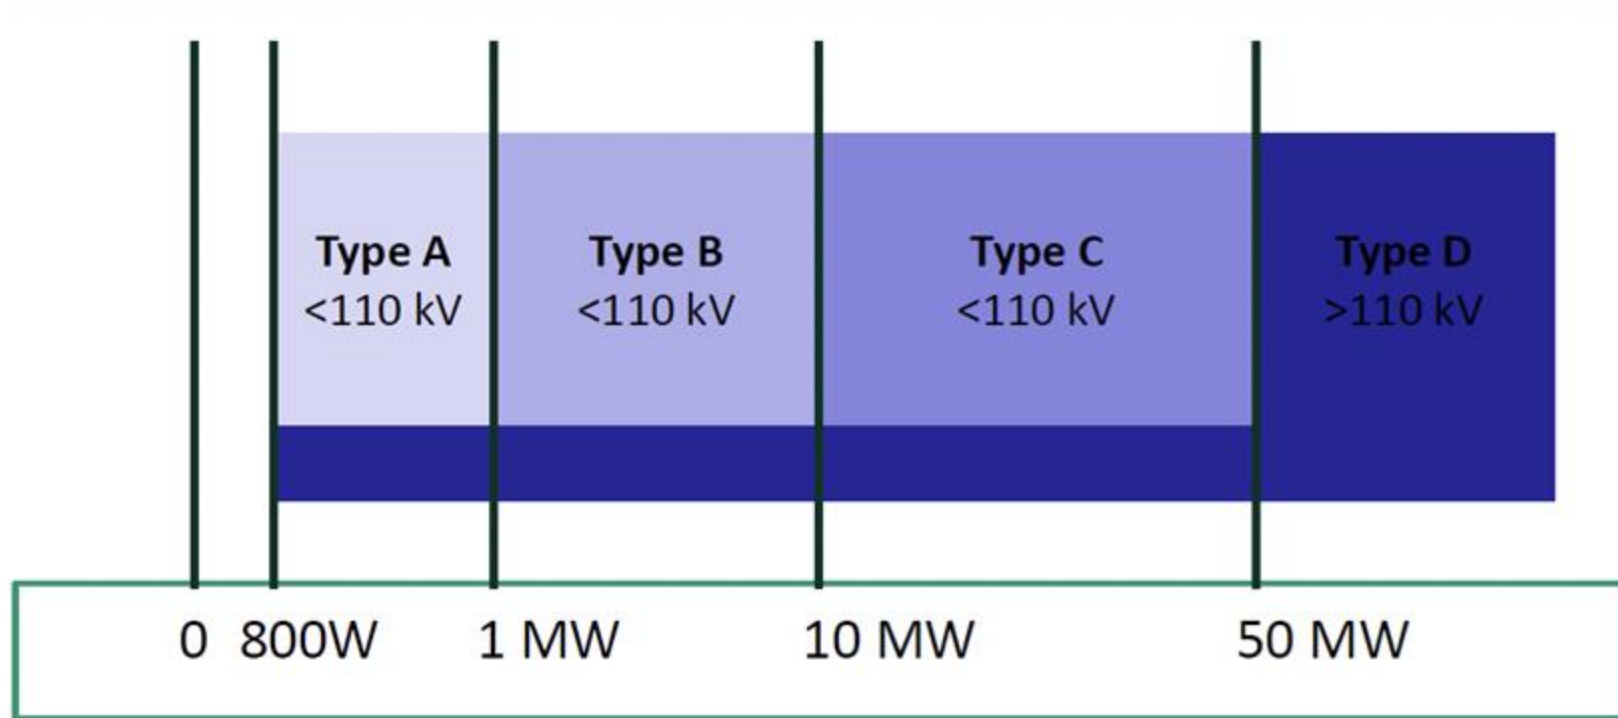 Type A
<110 kV
Type B
<110 kV
Type C
<110 kV
Type D
>110 kV
0 800W 1 MW 10 MW 50 MW